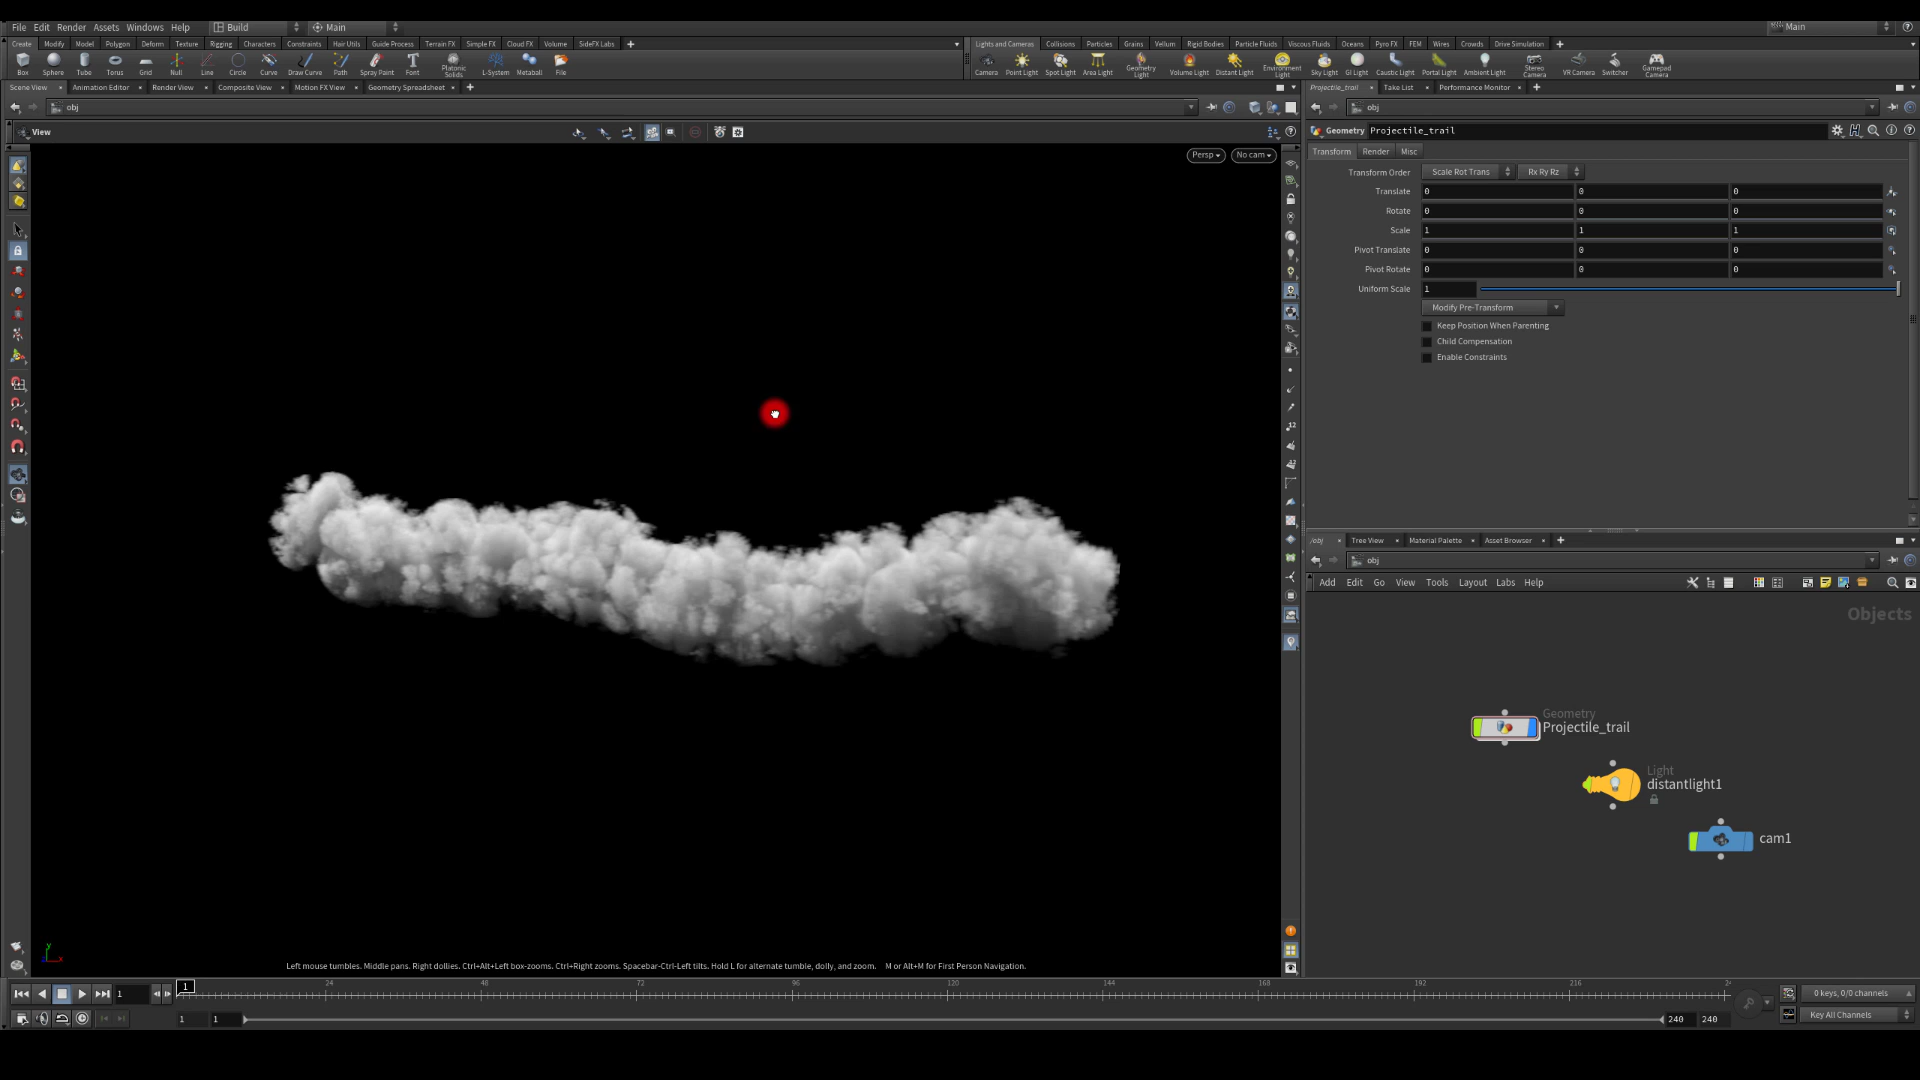 File Edit Render Assets Windows Help Build Main Main
Create Modify Model Polygon Deform Texture Rigging Characters Constraints Hair Utils Guide Process Terrain FX Simple FX Cloud FX Volume SideFX Labs
Lights and Cameras Collisions Particles Grains Vellum Rigid Bodies Particle Fluids Viscous Fluids Oceans Pyro FX FEM Wires Crowds Drive Simulation
Box Sphere Tube Torus Grid Null Line Circle Curve Draw Curve Path Spray Paint Font Platonic Solids L-System Metaball File
Camera Point Light Spot Light Area Light Geometry Light Volume Light Distant Light Environment Light Sky Light GI Light Caustic Light Portal Light Ambient Light Stereo Camera VR Camera Switcher Gamepad Camera
Scene View Animation Editor Render View Composite View Motion FX View Geometry Spreadsheet
Projectile_trail Take List Performance Monitor
obj
obj
View
Persp No cam
Geometry Projectile_trail
Transform Render Misc
Transform Order Scale Rot Trans Rx Ry Rz
Translate 0 0 0
Rotate 0 0 0
Scale 1 1 1
Pivot Translate 0 0 0
Pivot Rotate 0 0 0
Uniform Scale 1
Modify Pre-Transform
Keep Position When Parenting
Child Compensation
Enable Constraints
/obj Tree View Material Palette Asset Browser
obj
Add Edit Go View Tools Layout Labs Help
Objects
Geometry
Projectile_trail
Light
distantlight1
cam1
Left mouse tumbles. Middle pans. Right dollies. Ctrl+Alt+Left box-zooms. Ctrl+Right zooms. Spacebar-Ctrl-Left tilts. Hold L for alternate tumble, dolly, and zoom. M or Alt+M for First Person Navigation.
1 1 24 48 72 96 120 144 168 192 216
0 keys, 0/0 channels
1 1 240 240
Key All Channels